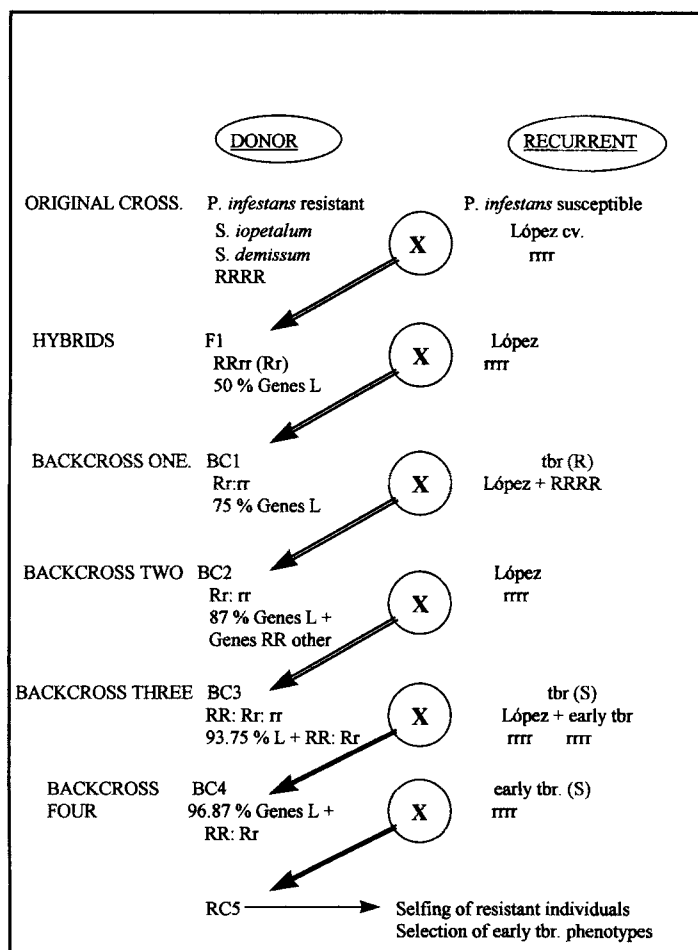 DONOR RECURRENT
ORIGINAL CROSS. P. infestans resistant P. infestans susceptible
S. iopetalum López cv.
S. demissum X rrrr
RRRR
HYBRIDS F1 López
RRrr (Rr) X rrrr
50 % Genes L
BACKCROSS ONE. BC1 tbr (R)
Rr:rr X López + RRRR
75 % Genes L
BACKCROSS TWO BC2 López
Rr: rr X rrrr
87 % Genes L +
Genes RR other
BACKCROSS THREE BC3 tbr (S)
RR: Rr: rr X López + early tbr
93.75 % L + RR: Rr rrrr rrrr
BACKCROSS BC4 early tbr. (S)
FOUR 96.87 % Genes L + X rrrr
RR: Rr
RC5 Selfing of resistant individuals
Selection of early tbr. phenotypes